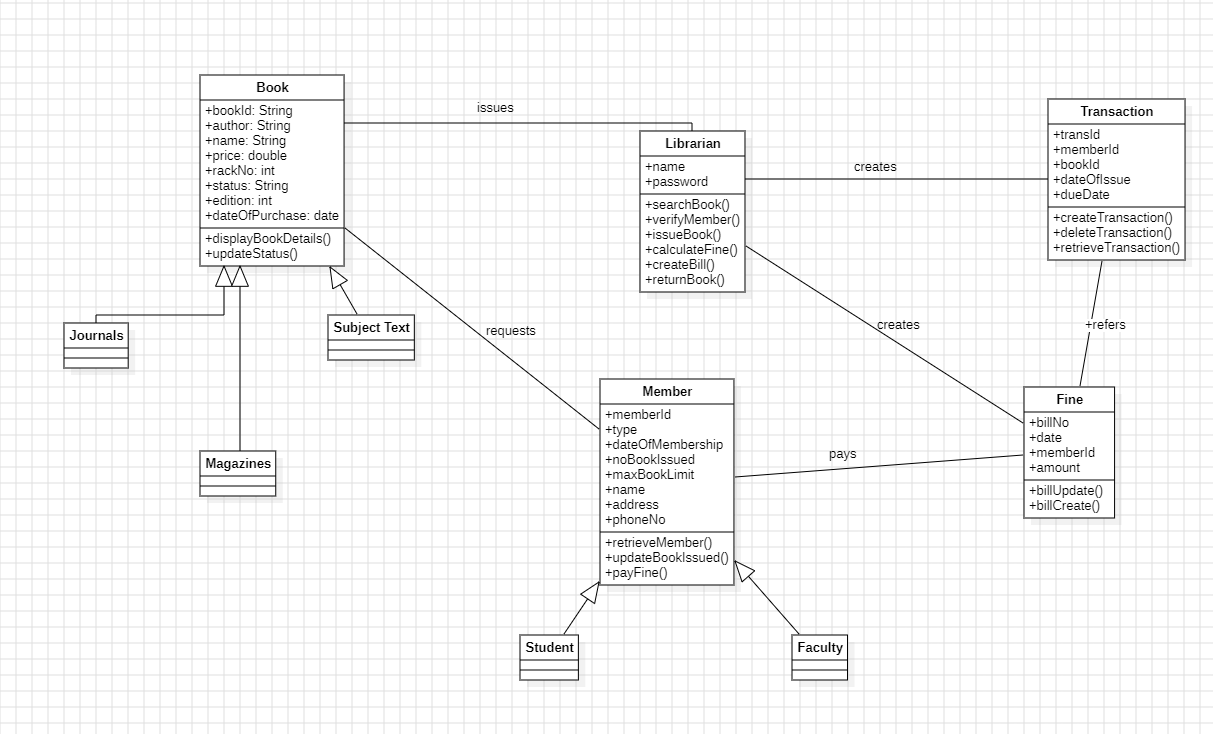 Book
+bookId: String
+author: String
+name: String
+price: double
+rackNo: int
+status: String
+edition: int
+dateOfPurchase: date
+displayBookDetails()
+updateStatus()
issues
Librarian
+name
+password
+searchBook()
+verifyMember()
+issueBook()
+calculateFine()
+createBill()
+returnBook()
creates
Transaction
+transId
+memberId
+bookId
+dateOfIssue
+dueDate
+createTransaction()
+deleteTransaction()
+retrieveTransaction()
Journals
Subject Text
requests
creates
+refers
Magazines
Member
+memberId
+type
+dateOfMembership
+noBookIssued
+maxBookLimit
+name
+address
+phoneNo
+retrieveMember()
+updateBookIssued()
+payFine()
pays
Fine
+billNo
+date
+memberId
+amount
+billUpdate()
+billCreate()
Student
Faculty